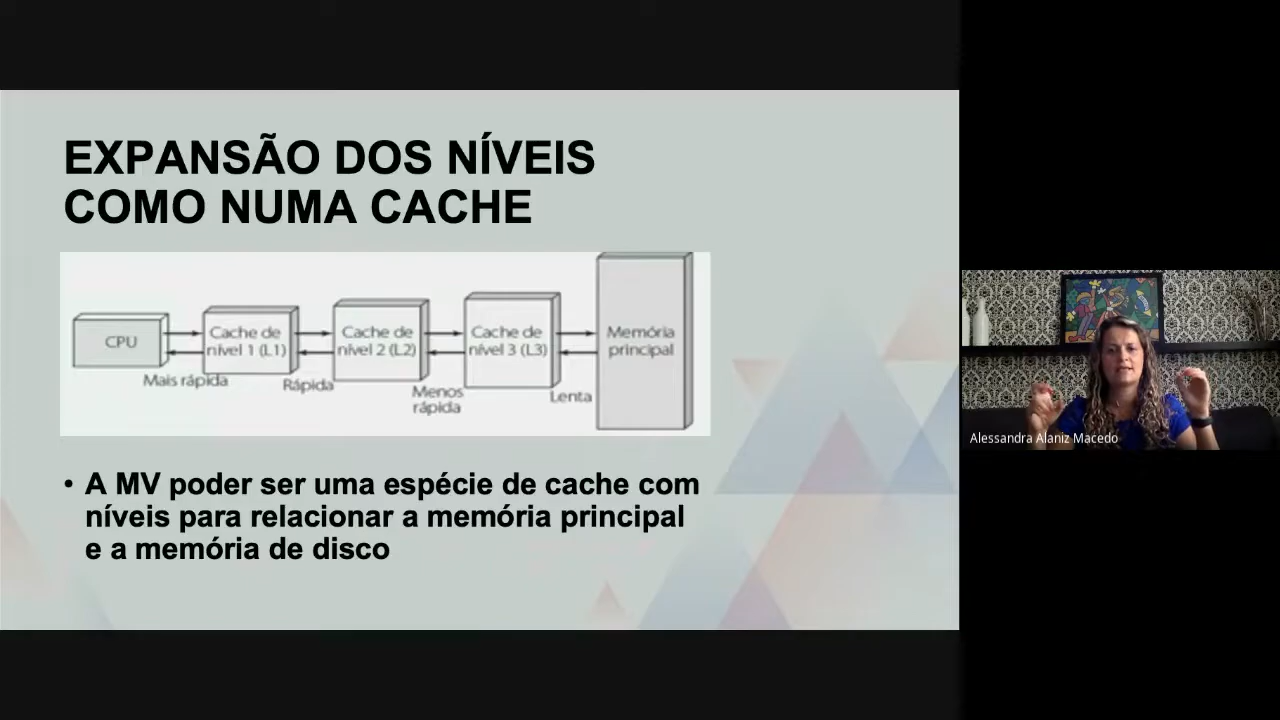 EXPANSÃO DOS NÍVEIS
COMO NUMA CACHE
CPU
Cache de
nível 1 (L1)
Cache de
nível 2 (L2)
Cache de
nível 3 (L3)
Memória
principal
Mais rápida
Rápida
Menos
rápida
Lenta
• A MV poder ser uma espécie de cache com
níveis para relacionar a memória principal
e a memória de disco
Alessandra Alaniz Macedo